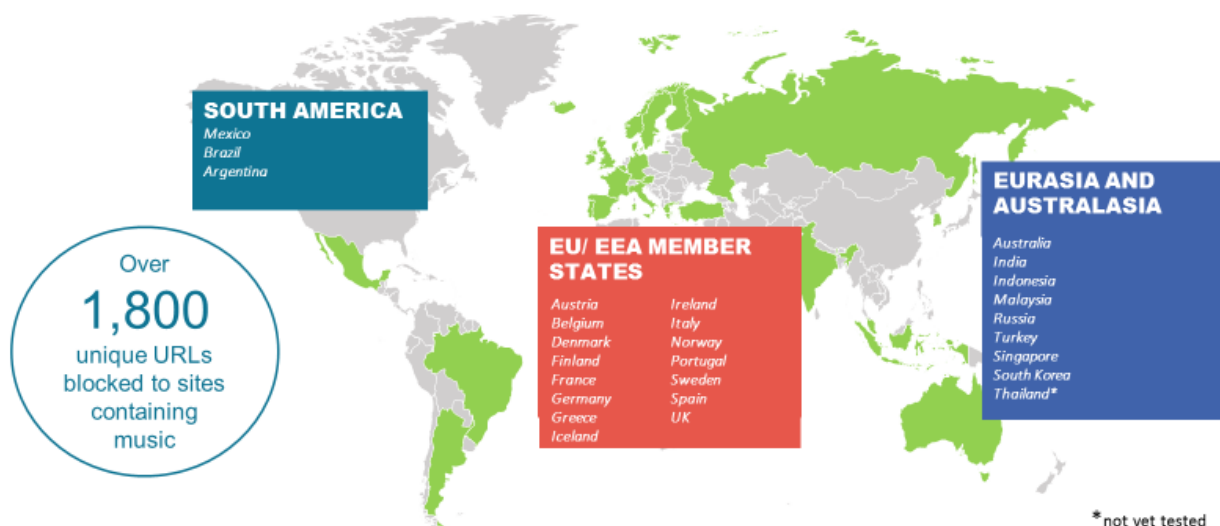 SOUTH AMERICA
Mexico
Brazil
Argentina
Over
1,800
unique URLs
blocked to sites
containing
music
EU/ EEA MEMBER
STATES
Austria
Belgium
Denmark
Finland
France
Germany
Greece
Iceland
Ireland
Italy
Norway
Portugal
Sweden
Spain
UK
EURASIA AND
AUSTRALASIA
Australia
India
Indonesia
Malaysia
Russia
Turkey
Singapore
South Korea
Thailand*
*not yet tested